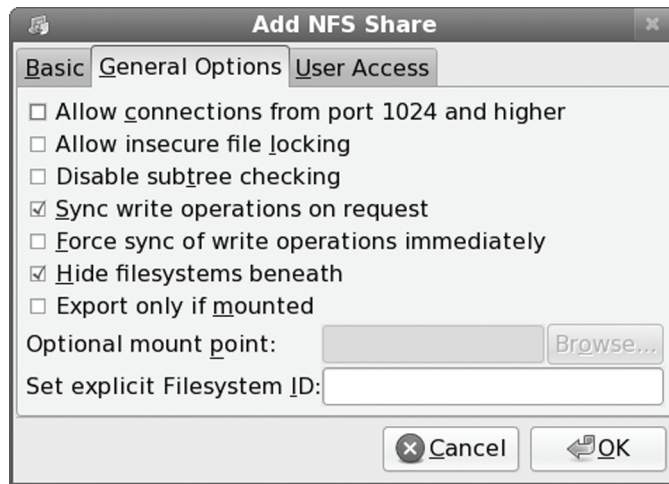 Add NFS Share
Basic General Options User Access
Allow connections from port 1024 and higher
Allow insecure file locking
Disable subtree checking
Sync write operations on request
Force sync of write operations immediately
Hide filesystems beneath
Export only if mounted
Optional mount point: Browse...
Set explicit Filesystem ID:
Cancel OK